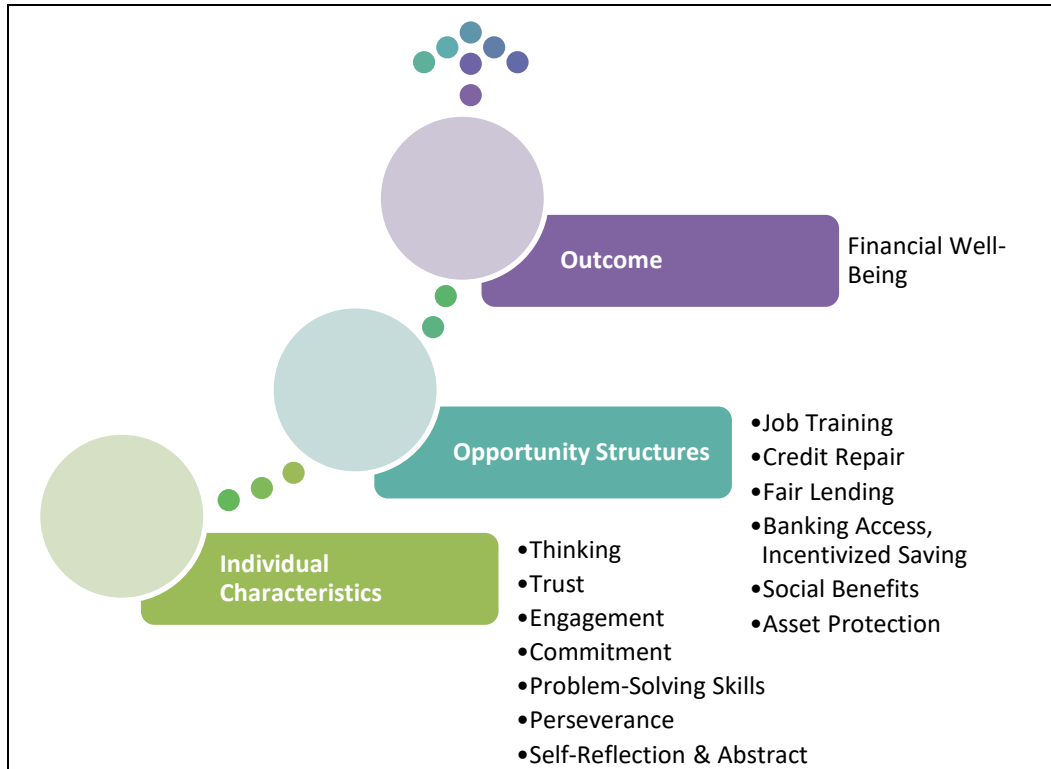 Outcome
Financial Well-
Being
Opportunity Structures
•Job Training
•Credit Repair
•Fair Lending
•Banking Access,
Incentivized Saving
•Social Benefits
•Asset Protection
Individual
Characteristics
•Thinking
•Trust
•Engagement
•Commitment
•Problem-Solving Skills
•Perseverance
•Self-Reflection & Abstract